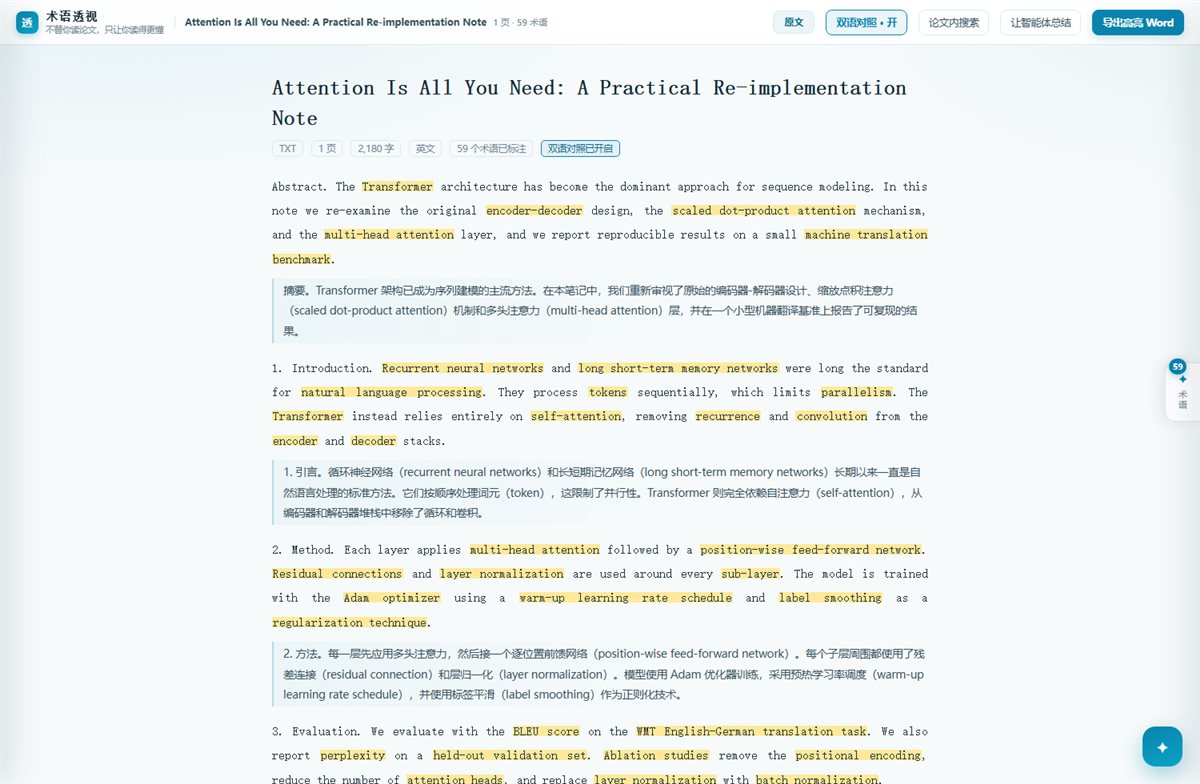 透
术语透视
不替你读论文，只让你读得更懂
Attention Is All You Need: A Practical Re-implementation Note
1 页 · 59 术语
原文
双语对照 • 开
论文内搜索
让智能体总结
导出高亮 Word
Attention Is All You Need: A Practical Re-implementation
Note
TXT
1 页
2,180 字
英文
59 个术语已标注
双语对照已开启
Abstract. The Transformer architecture has become the dominant approach for sequence modeling. In this
note we re-examine the original encoder-decoder design, the scaled dot-product attention mechanism,
and the multi-head attention layer, and we report reproducible results on a small machine translation
benchmark.
摘要。Transformer 架构已成为序列建模的主流方法。在本笔记中，我们重新审视了原始的编码器-解码器设计、缩放点积注意力
（scaled dot-product attention）机制和多头注意力（multi-head attention）层，并在一个小型机器翻译基准上报告了可复现的结
果。
1. Introduction. Recurrent neural networks and long short-term memory networks were long the standard
for natural language processing. They process tokens sequentially, which limits parallelism. The
Transformer instead relies entirely on self-attention, removing recurrence and convolution from the
encoder and decoder stacks.
1. 引言。循环神经网络（recurrent neural networks）和长短期记忆网络（long short-term memory networks）长期以来一直是自
然语言处理的标准方法。它们按顺序处理词元（token），这限制了并行性。Transformer 则完全依赖自注意力（self-attention），从
编码器和解码器堆栈中移除了循环和卷积。
2. Method. Each layer applies multi-head attention followed by a position-wise feed-forward network.
Residual connections and layer normalization are used around every sub-layer. The model is trained
with the Adam optimizer using a warm-up learning rate schedule and label smoothing as a
regularization technique.
2. 方法。每一层先应用多头注意力，然后接一个逐位置前馈网络（position-wise feed-forward network）。每个子层周围都使用了残
差连接（residual connection）和层归一化（layer normalization）。模型使用 Adam 优化器训练，采用预热学习率调度（warm-up
learning rate schedule），并使用标签平滑（label smoothing）作为正则化技术。
3. Evaluation. We evaluate with the BLEU score on the WMT English-German translation task. We also
report perplexity on a held-out validation set. Ablation studies remove the positional encoding,
reduce the number of attention heads, and replace layer normalization with batch normalization.
59
术语